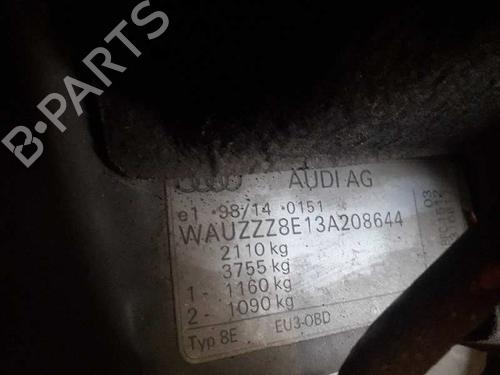 B-PARTS
AUDI AG
e1 *98/14 *0151
WAUZZZ8E13A208644
2110 kg
3755 kg
1 - 1160 kg
2 - 1090 kg
Typ 8E EU3-OBD
03